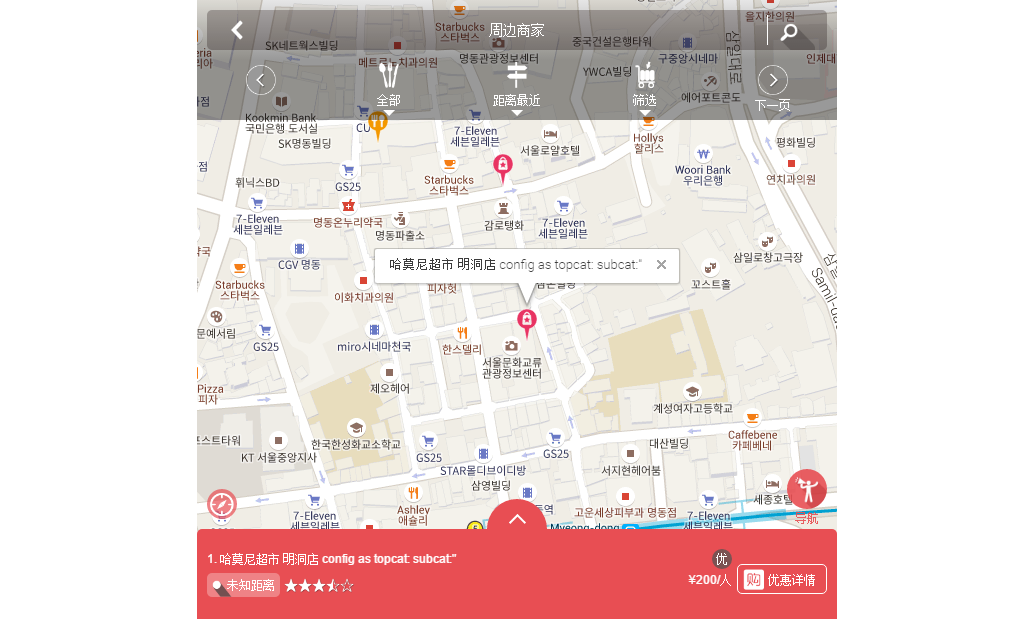 周边商家
全部
距离最近
筛选
下一页
SK네트웍스빌딩
메트로치과의원
Starbucks
스타벅스
명동관광정보센터
중국건설은행타워
YWCA빌딩
구중앙시네마
을지한의원
삼일대로
인제대
에어포트콘도
Kookmin Bank
국민은행 도서실
SK명동빌딩
CU
7-Eleven
세븐일레븐
서울로얄호텔
Hollys
할리스
평화빌딩
Woori Bank
우리은행
연치과의원
휘닉스BD
GS25
Starbucks
스타벅스
7-Eleven
세븐일레븐
명동온누리약국
명동파출소
감로탱화
7-Eleven
세븐일레븐
CGV 명동
삼일로창고극장
Starbucks
스타벅스
哈莫尼超市 明洞店 config as topcat: subcat:"
이화치과의원
피자헛
꼬스트홀
Samil-dae
문예서림
GS25
miro시네마천국
한스델리
서울문화교류
관광정보센터
Pizza
피자
제오헤어
계성여자고등학교
포스트타워
KT 서울중앙지사
한국한성화교소학교
GS25
GS25
대산빌딩
Caffebene
카페베네
STAR몰디브이디방
삼영빌딩
서지현헤어붐
7-Eleven
세븐일레븐
Ashley
애슐리
고운세상피부과 명동점
7-Eleven
세븐일레븐
세종호텔
导航
Myeong-dong
1. 哈莫尼超市 明洞店 config as topcat: subcat:"
未知距离
优
¥200/人
购 优惠详情